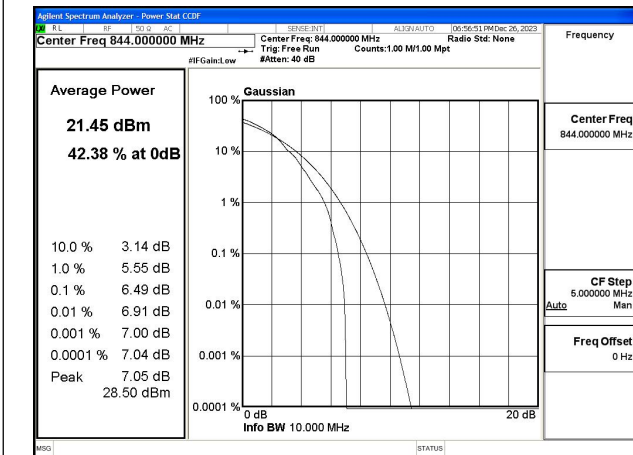 Agilent Spectrum Analyzer - Power Stat CCDF
RL RF 50 Ω AC SENSE:INT ALIGNAUTO 06:56:51 PM Dec 26, 2023
Center Freq 844.000000 MHz
Center Freq: 844.000000 MHz
Radio Std: None
Trig: Free Run Counts:1.00 M/1.00 Mpt
#IFGain:Low #Atten: 40 dB
Frequency
Average Power
21.45 dBm
42.38 % at 0dB
10.0 % 3.14 dB
1.0 % 5.55 dB
0.1 % 6.49 dB
0.01 % 6.91 dB
0.001 % 7.00 dB
0.0001 % 7.04 dB
Peak 7.05 dB
28.50 dBm
Gaussian
100 %
10 %
1 %
0.1 %
0.01 %
0.001 %
0.0001 %
0 dB 20 dB
Info BW 10.000 MHz
Center Freq
844.000000 MHz
CF Step
5.000000 MHz
Auto Man
Freq Offset
0 Hz
MSG STATUS